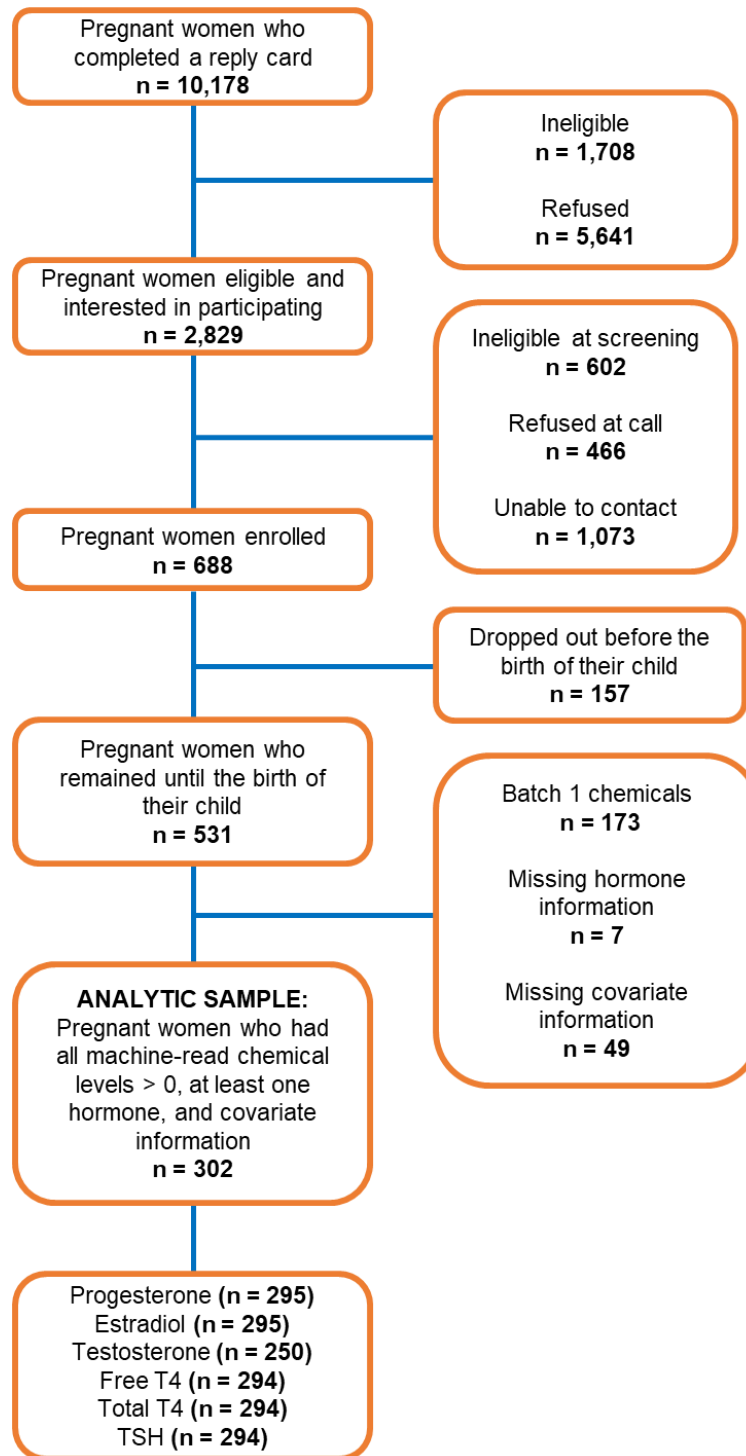 Pregnant women who
completed a reply card
n = 10,178
Ineligible
n = 1,708
Refused
n = 5,641
Pregnant women eligible and
interested in participating
n = 2,829
Ineligible at screening
n = 602
Refused at call
n = 466
Unable to contact
n = 1,073
Pregnant women enrolled
n = 688
Dropped out before the
birth of their child
n = 157
Pregnant women who
remained until the birth of
their child
n = 531
Batch 1 chemicals
n = 173
Missing hormone
information
n = 7
Missing covariate
information
n = 49
ANALYTIC SAMPLE:
Pregnant women who had
all machine-read chemical
levels > 0, at least one
hormone, and covariate
information
n = 302
Progesterone (n = 295)
Estradiol (n = 295)
Testosterone (n = 250)
Free T4 (n = 294)
Total T4 (n = 294)
TSH (n = 294)